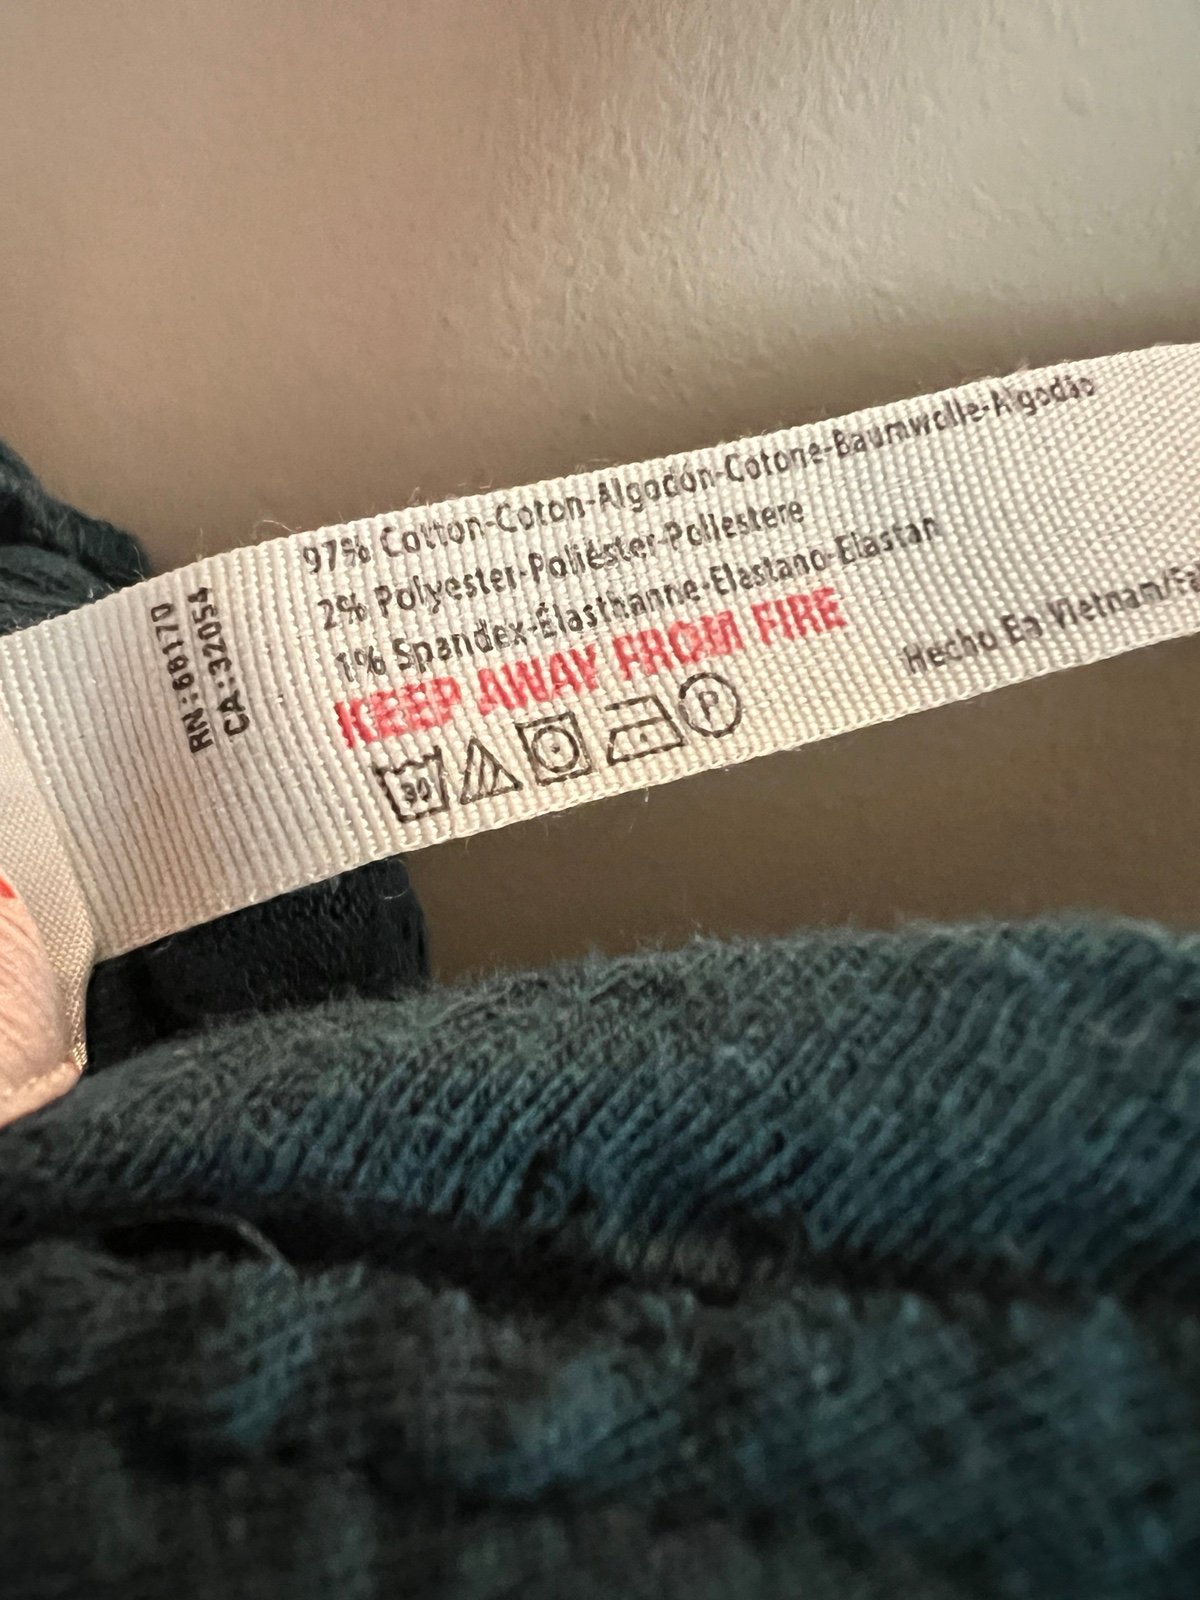 RN:68170
CA:32054
97% Cotton-Coton-Algodón-Cotone-Baumwolle-Algodão
2% Polyester-Poliéster-Poliestere
1% Spandex-Élasthanne-Elastano-Elastan
KEEP AWAY FROM FIRE
30
P
Hecho En Vietnam/Fa